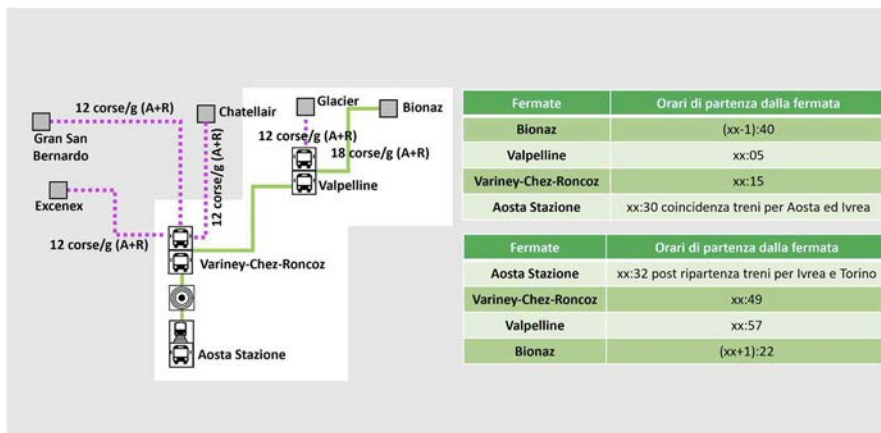 12 corse/g (A+R)
Gran San
Bernardo
Chatellair
12 corse/g (A+R)
Glacier
12 corse/g (A+R)
Bionaz
18 corse/g (A+R)
Valpelline
Excenex
12 corse/g (A+R)
Variney-Chez-Roncoz
Aosta Stazione
Fermate Orari di partenza dalla fermata
Bionaz (xx-1):40
Valpelline xx:05
Variney-Chez-Roncoz xx:15
Aosta Stazione xx:30 coincidenza treni per Aosta ed Ivrea
Fermate Orari di partenza dalla fermata
Aosta Stazione xx:32 post ripartenza treni per Ivrea e Torino
Variney-Chez-Roncoz xx:49
Valpelline xx:57
Bionaz (xx+1):22